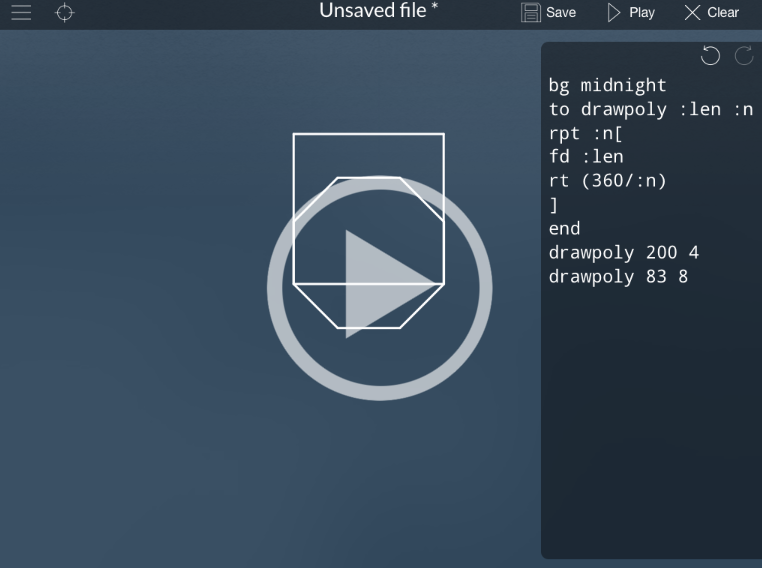 Unsaved file *
Save
Play
Clear
bg midnight
to drawpoly :len :n
rpt :n[
fd :len
rt (360/:n)
]
end
drawpoly 200 4
drawpoly 83 8